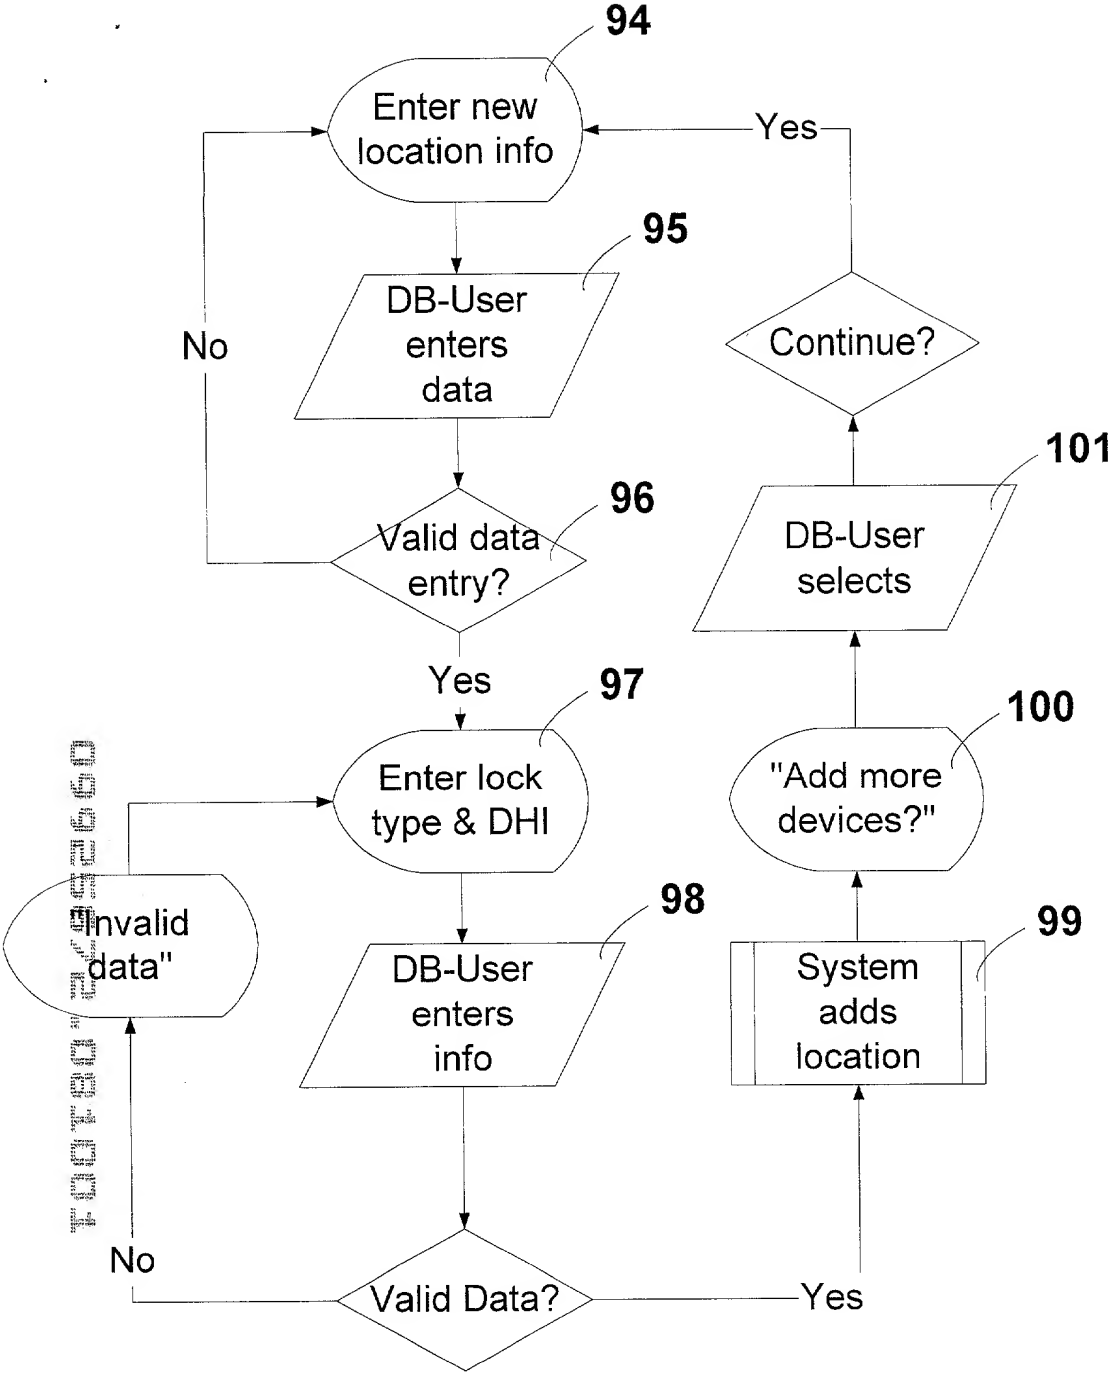 94
Enter new
location info
Yes
95
DB-User
enters
data
No
Continue?
101
96
Valid data
entry?
DB-User
selects
Yes
97
100
Enter lock
type & DHI
"Add more
devices?"
98
99
"Invalid
data"
DB-User
enters
info
System
adds
location
No
Valid Data?
Yes